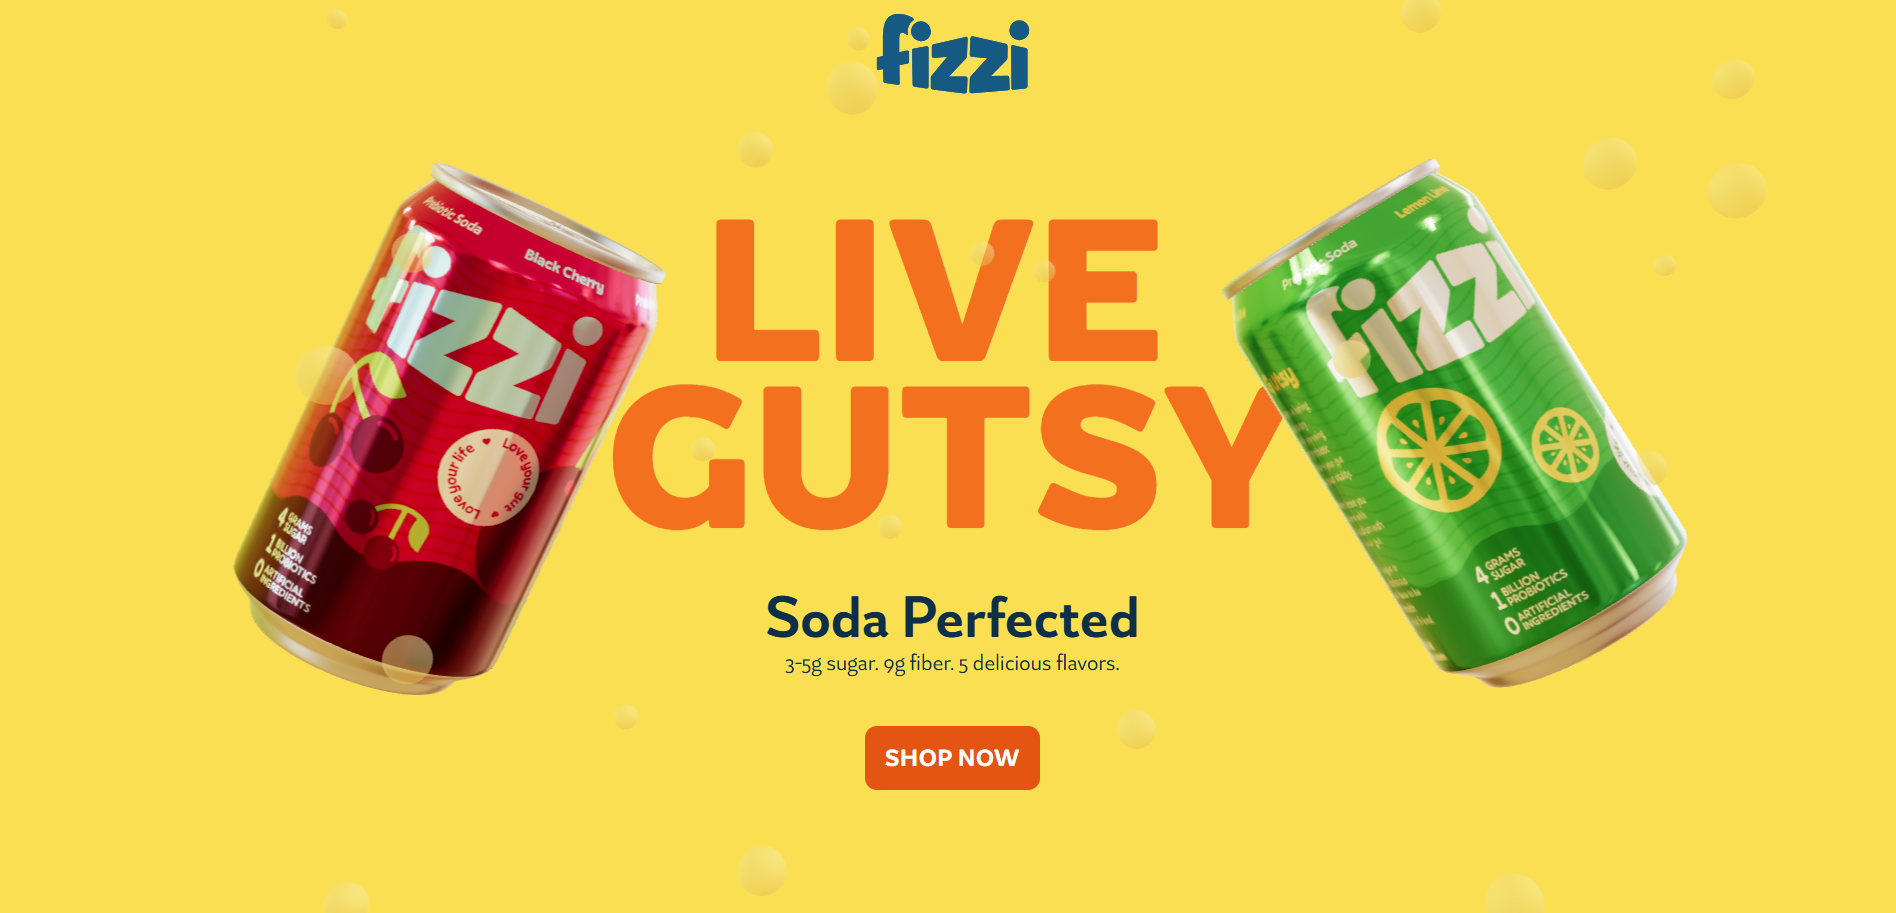 fizzi
LIVE
GUTSY
Soda Perfected
3-5g sugar. 9g fiber. 5 delicious flavors.
SHOP NOW
Prebiotic Soda
Black Cherry
fizzi
Love your gut ♥ Love your life ♥
4 GRAMS
SUGAR
1 BILLION
PROBIOTICS
0 ARTIFICIAL
INGREDIENTS
Lemon Lime
Prebiotic Soda
fizzi
4 GRAMS
SUGAR
1 BILLION
PROBIOTICS
0 ARTIFICIAL
INGREDIENTS